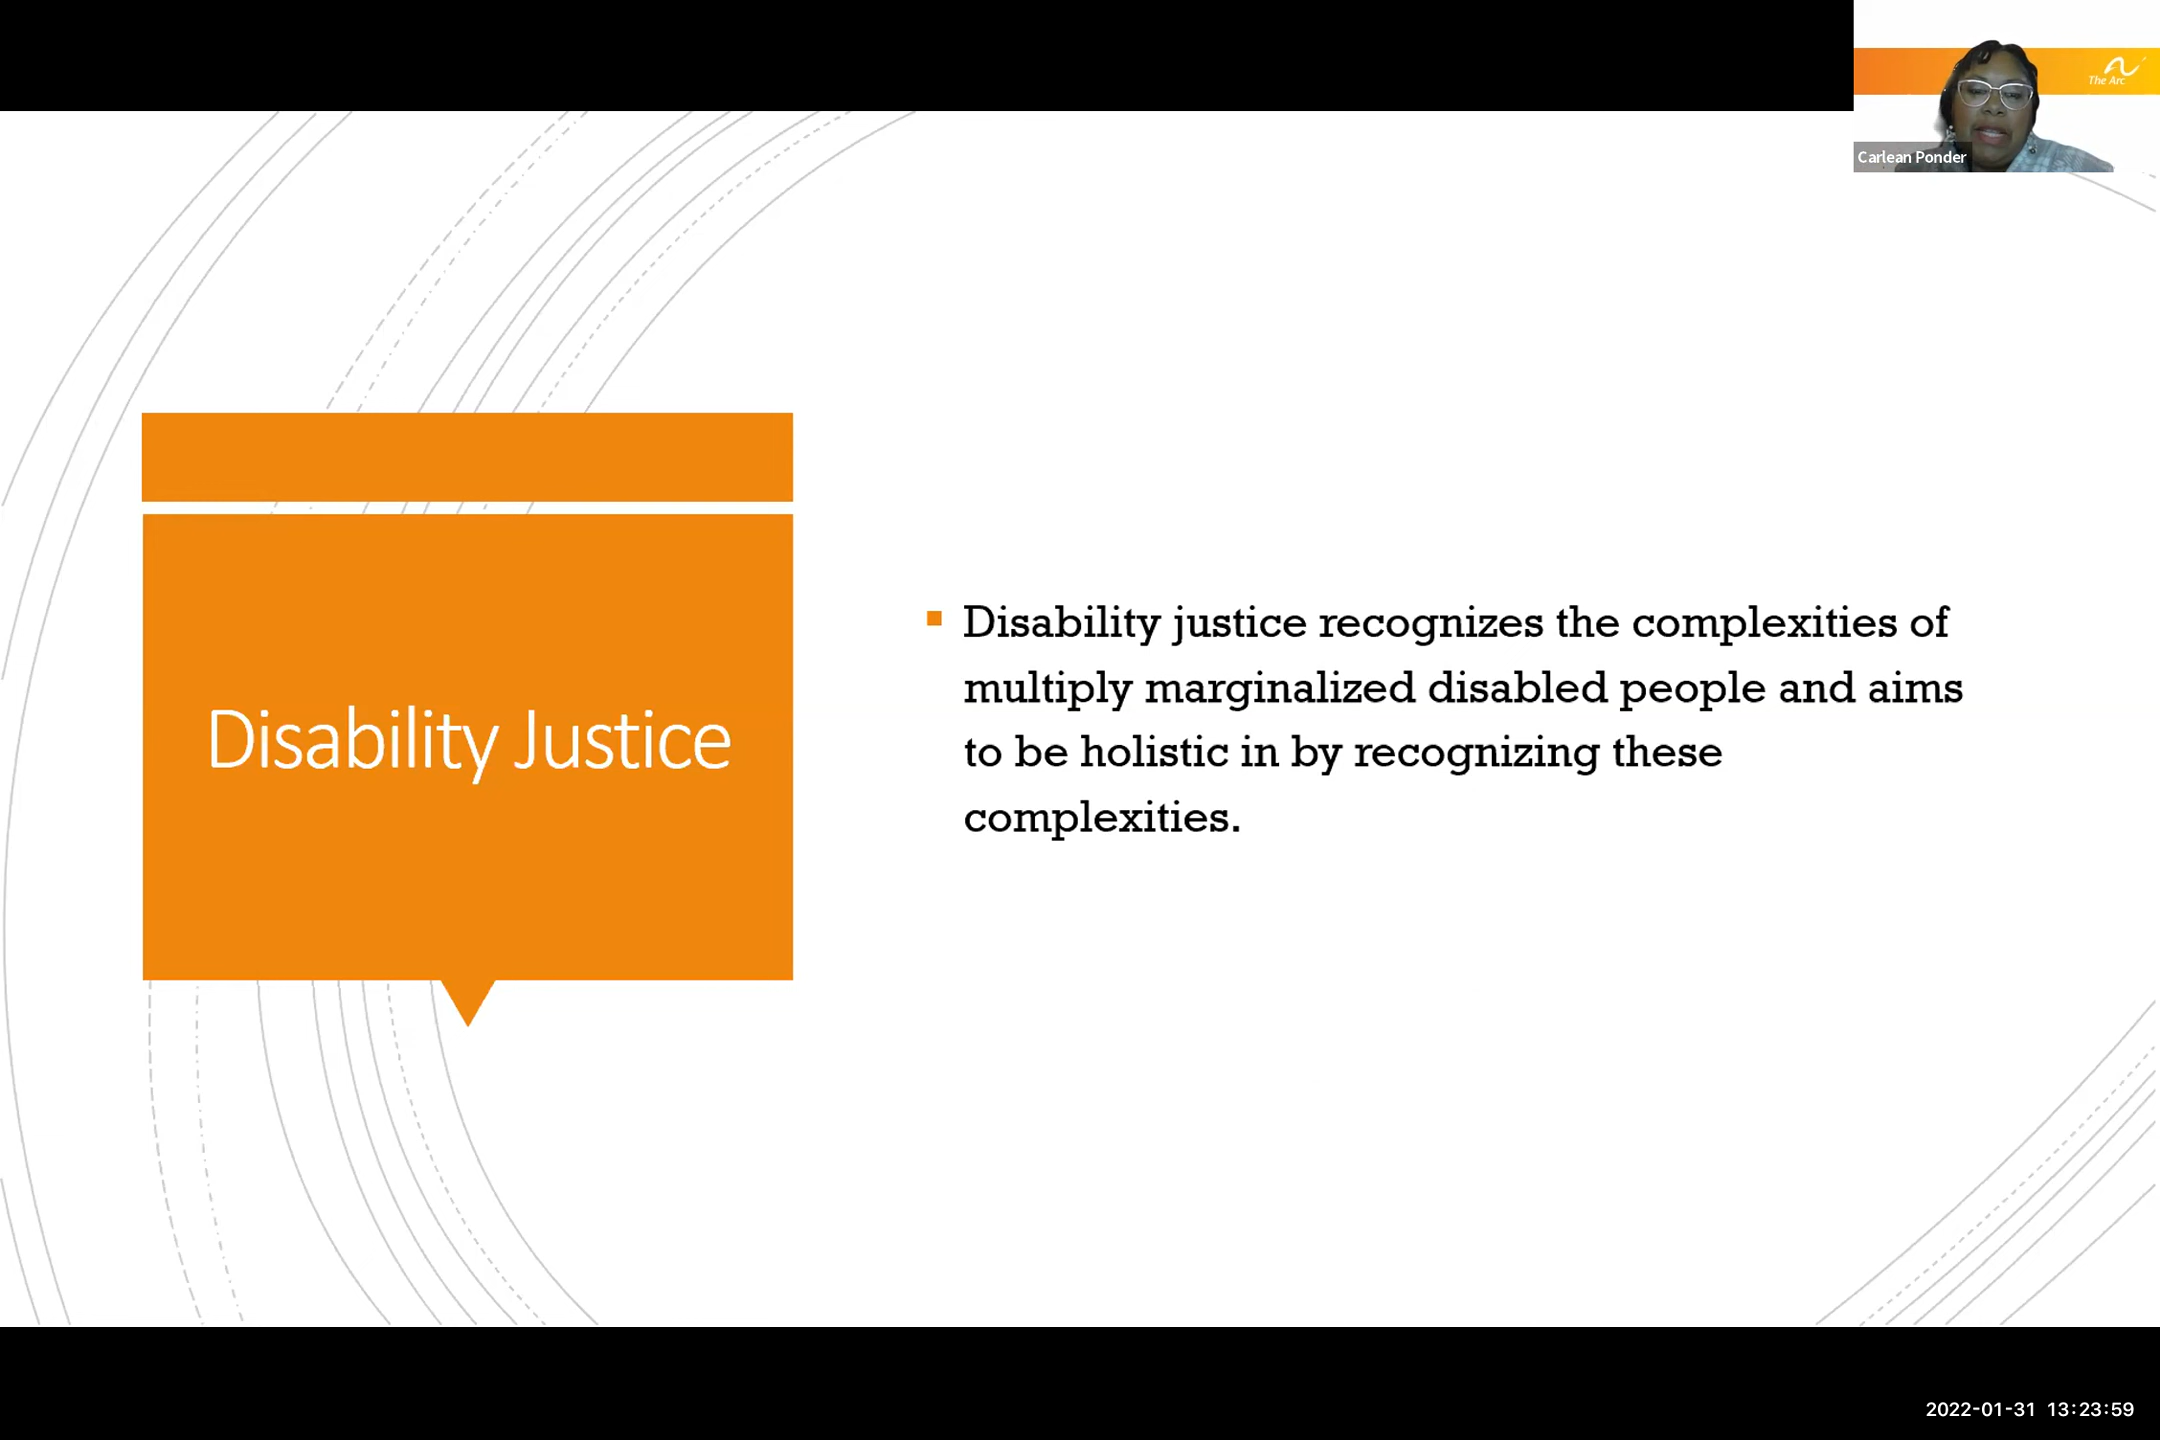 The Arc
Carlean Ponder
Disability Justice
Disability justice recognizes the complexities of
multiply marginalized disabled people and aims
to be holistic in by recognizing these
complexities.
2022-01-31 13:23:59